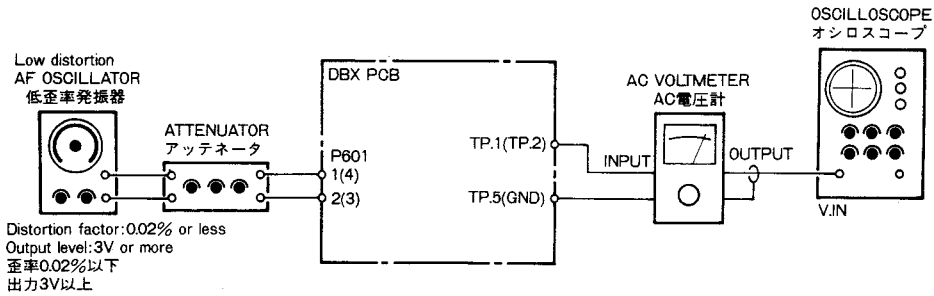 OSCILLOSCOPE
オシロスコープ
Low distortion
AF OSCILLATOR
低歪率発振器
ATTENUATOR
アッテネータ
DBX PCB
P601
1(4)
2(3)
TP.1(TP.2)
TP.5(GND)
AC VOLTMETER
AC電圧計
INPUT
OUTPUT
V.IN
Distortion factor:0.02% or less
Output level:3V or more
歪率0.02%以下
出力3V以上